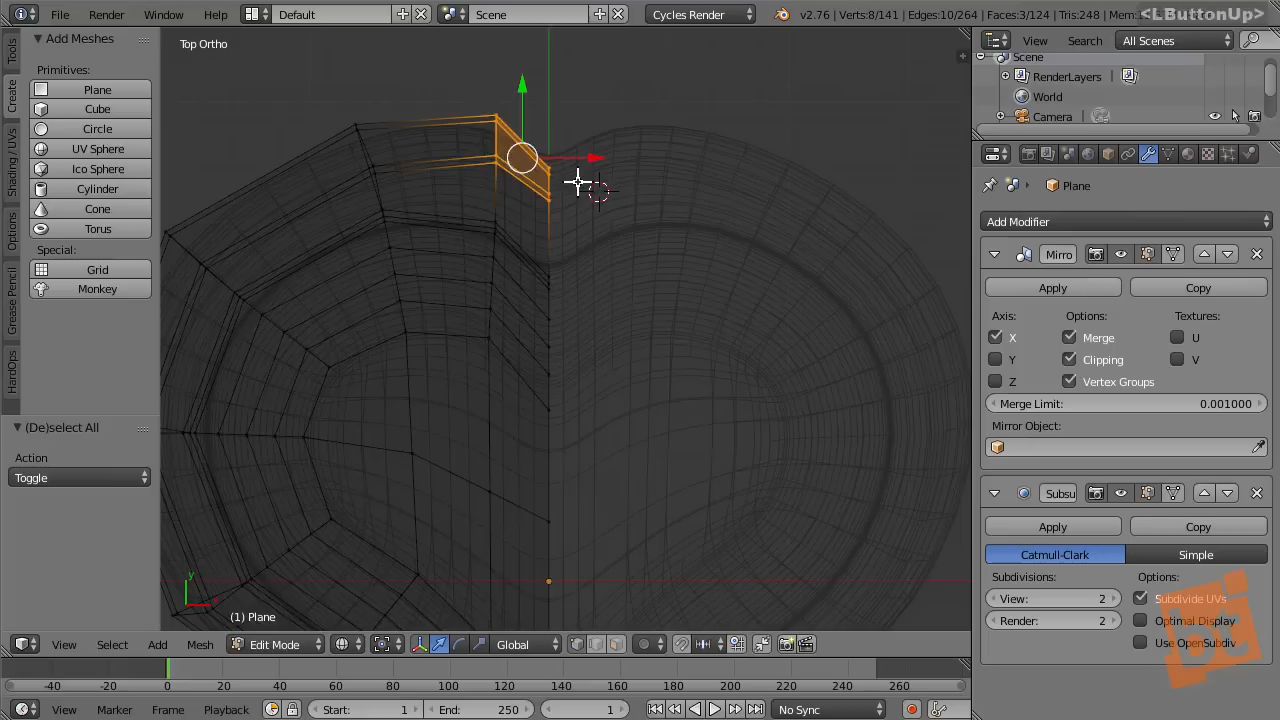 File Render Window Help Default Scene Cycles Render v2.76 | Verts:8/141 | Edges:10/264 | Faces:3/124 | Tris:248 | Mem: <LButtonUp>
Add Meshes
Primitives:
Plane
Cube
Circle
UV Sphere
Ico Sphere
Cylinder
Cone
Torus
Special:
Grid
Monkey
Tools
Create
Shading / UVs
Options
Grease Pencil
HardOps
(De)select All
Action
Toggle
Top Ortho
y
x
(1) Plane
View Select Add Mesh Edit Mode Global
-40 -20 0 20 40 60 80 100 120 140 160 180 200 220 240 260
View Marker Frame Playback Start: 1 End: 250 1 No Sync
View Search All Scenes
Scene
RenderLayers
World
Camera
Plane
Add Modifier
Mirro
Apply Copy
Axis: Options: Textures:
X Merge U
Y Clipping V
Z Vertex Groups
Merge Limit: 0.001000
Mirror Object:
Subsu
Apply Copy
Catmull-Clark Simple
Subdivisions: Options:
View: 2 Subdivide UVs
Render: 2 Optimal Display
Use OpenSubdiv